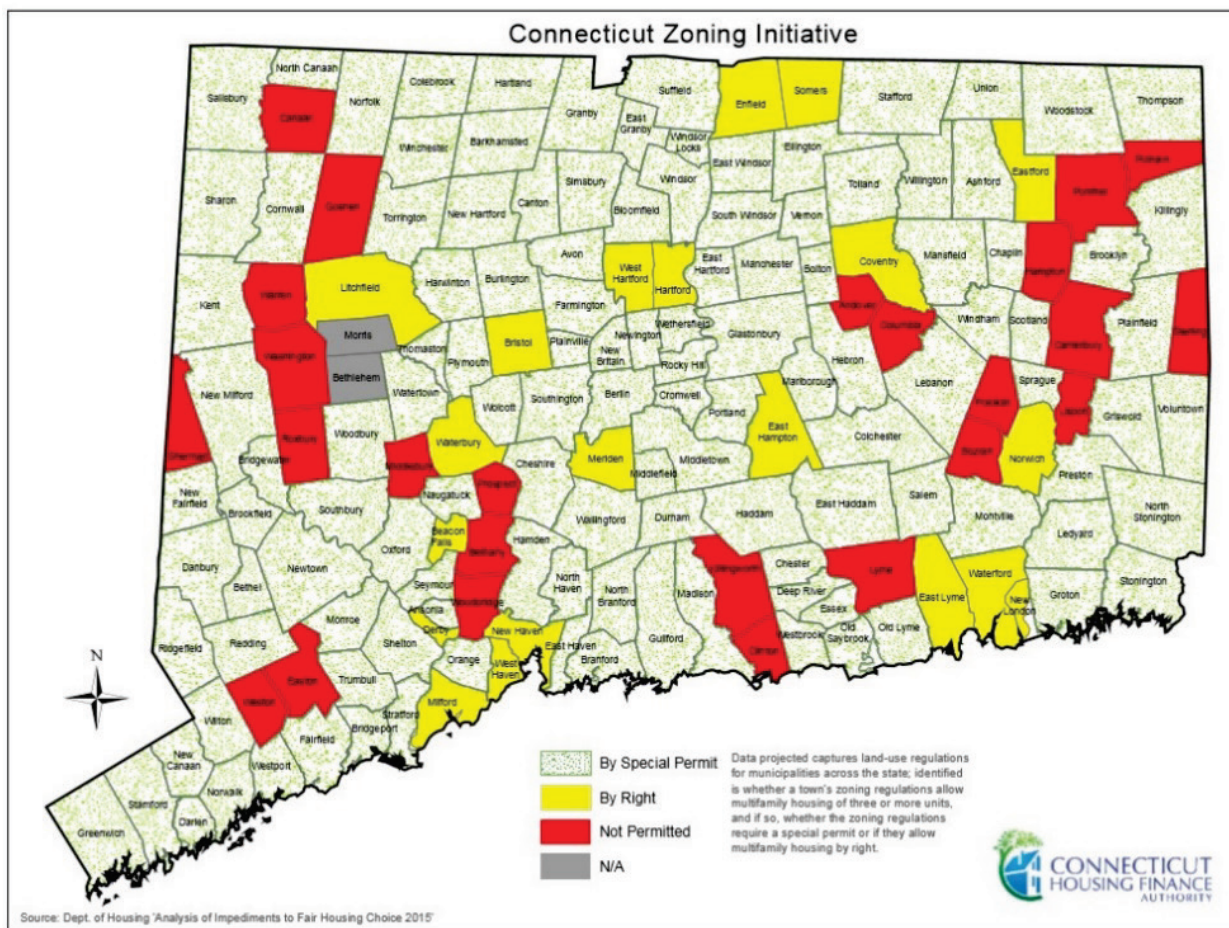 Connecticut Zoning Initiative
North Canaan
Colebrook
Hartland
Salisbury
Canaan
Norfolk
Granby
Suffield
East
Granby
Windsor
Locks
Enfield
Somers
Stafford
Union
Woodstock
Thompson
Winchester
Barkhamsted
East Windsor
Ellington
Eastford
Putnam
Pomfret
Sharon
Cornwall
Goshen
Torrington
New Hartford
Canton
Simsbury
Bloomfield
Windsor
South Windsor
Vernon
Tolland
Willington
Ashford
Killingly
Kent
Warren
Litchfield
Harwinton
Burlington
Avon
Farmington
West
Hartford
Hartford
East
Hartford
Manchester
Bolton
Coventry
Mansfield
Chaplin
Hampton
Brooklyn
Morris
Bethlehem
Washington
Thomaston
Plymouth
Bristol
Plainville
New
Britain
Newington
Wethersfield
Rocky Hill
Glastonbury
Andover
Columbia
Hebron
Windham
Scotland
Canterbury
Plainfield
Sterling
New Milford
Sherman
Roxbury
Bridgewater
Woodbury
Watertown
Wolcott
Southington
Berlin
Cromwell
Portland
Marlborough
East
Hampton
Colchester
Lebanon
Franklin
Sprague
Lisbon
Griswold
Voluntown
Waterbury
Middlebury
Cheshire
Meriden
Middlefield
Middletown
Bozrah
Norwich
Preston
New
Fairfield
Brookfield
Southbury
Naugatuck
Prospect
Wallingford
Durham
Haddam
East Haddam
Salem
Montville
Ledyard
North
Stonington
Danbury
Bethel
Newtown
Oxford
Beacon
Falls
Bethany
Hamden
Seymour
Woodbridge
North
Haven
North
Branford
Madison
Killingworth
Chester
Deep River
Essex
Lyme
East Lyme
Waterford
New
London
Groton
Stonington
Ridgefield
Redding
Monroe
Shelton
Ansonia
Derby
New Haven
Orange
West
Haven
East Haven
Branford
Guilford
Clinton
Westbrook
Old
Saybrook
Old Lyme
N
Wilton
Weston
Easton
Trumbull
Stratford
Milford
Bridgeport
Fairfield
Westport
New
Canaan
Norwalk
Darien
Stamford
Greenwich
By Special Permit
By Right
Not Permitted
N/A
Data projected captures land-use regulations
for municipalities across the state; identified
is whether a town's zoning regulations allow
multifamily housing of three or more units,
and if so, whether the zoning regulations
require a special permit or if they allow
multifamily housing by right.
CONNECTICUT
HOUSING FINANCE
AUTHORITY
Source: Dept. of Housing 'Analysis of Impediments to Fair Housing Choice 2015'